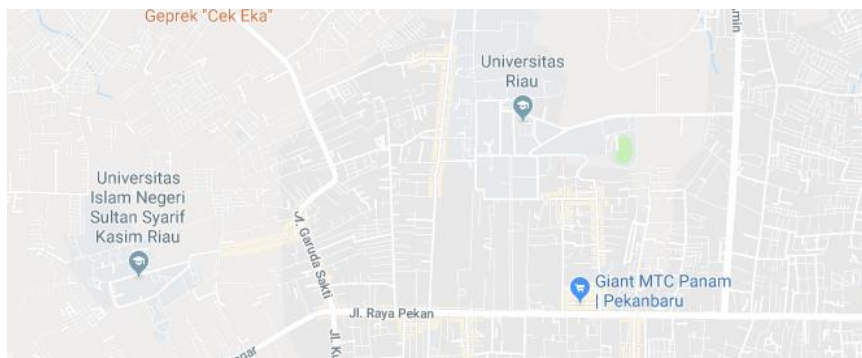 Geprek "Cek Eka"
Universitas
Riau
Universitas
Islam Negeri
Sultan Syarif
Kasim Riau
Jl. Garuda Sakti
Giant MTC Panam
| Pekanbaru
Jl. Raya Pekan